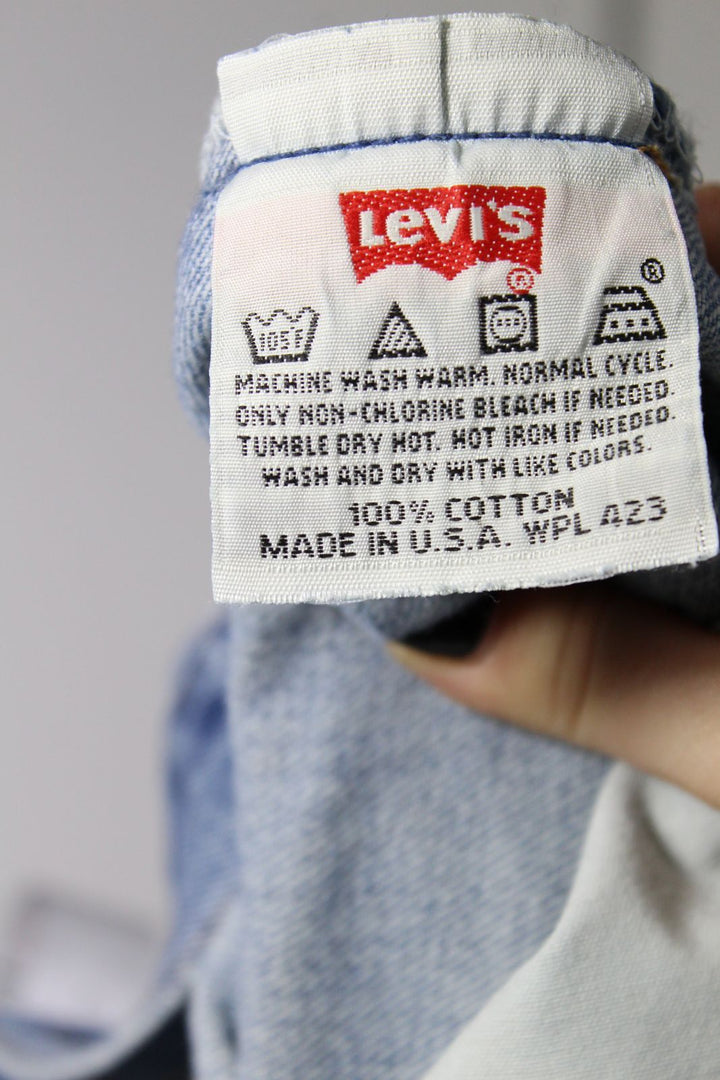 Levi's
®
105F
®
MACHINE WASH WARM. NORMAL CYCLE.
ONLY NON-CHLORINE BLEACH IF NEEDED.
TUMBLE DRY HOT. HOT IRON IF NEEDED.
WASH AND DRY WITH LIKE COLORS.
100% COTTON
MADE IN U.S.A. WPL 423